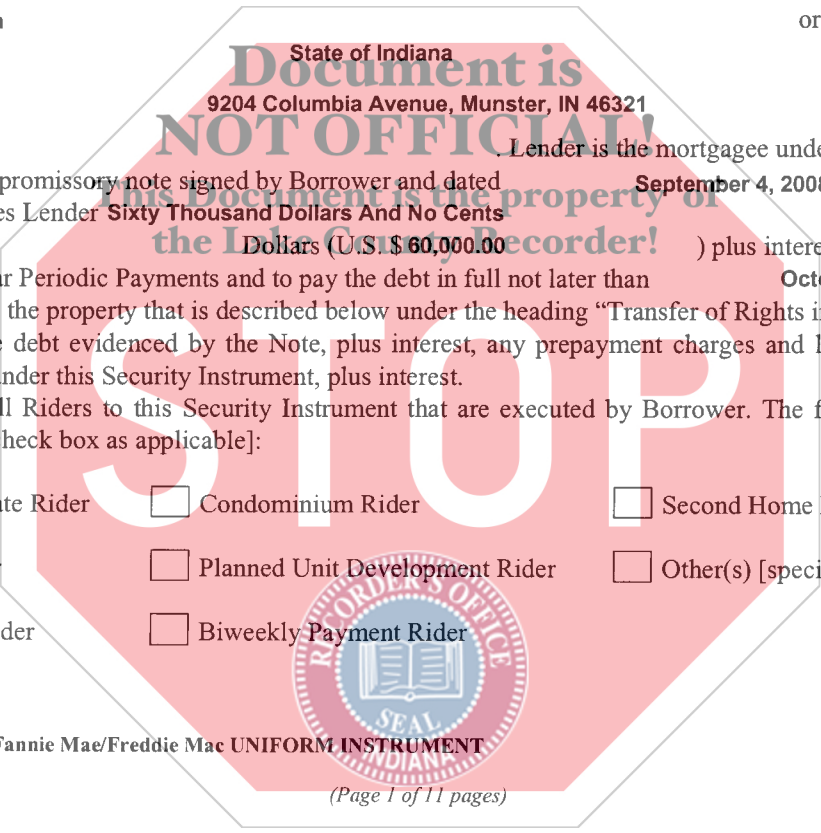 or
State of Indiana
Document is
9204 Columbia Avenue, Munster, IN 46321
NOT OFFICIAL!
. Lender is the mortgagee unde
promissory note signed by Borrower and dated September 4, 2008
This Document is the property of
es Lender Sixty Thousand Dollars And No Cents
the Lake County Recorder!
Dollars (U.S. $ 60,000.00 ) plus intere
ar Periodic Payments and to pay the debt in full not later than Octo
the property that is described below under the heading “Transfer of Rights i
e debt evidenced by the Note, plus interest, any prepayment charges and l
under this Security Instrument, plus interest.
ll Riders to this Security Instrument that are executed by Borrower. The f
heck box as applicable]:
STOP
te Rider Condominium Rider Second Home
Planned Unit Development Rider Other(s) [speci
der Biweekly Payment Rider
RECORDER'S OFFICE
SEAL
INDIANA
Fannie Mae/Freddie Mac UNIFORM INSTRUMENT
(Page 1 of 11 pages)